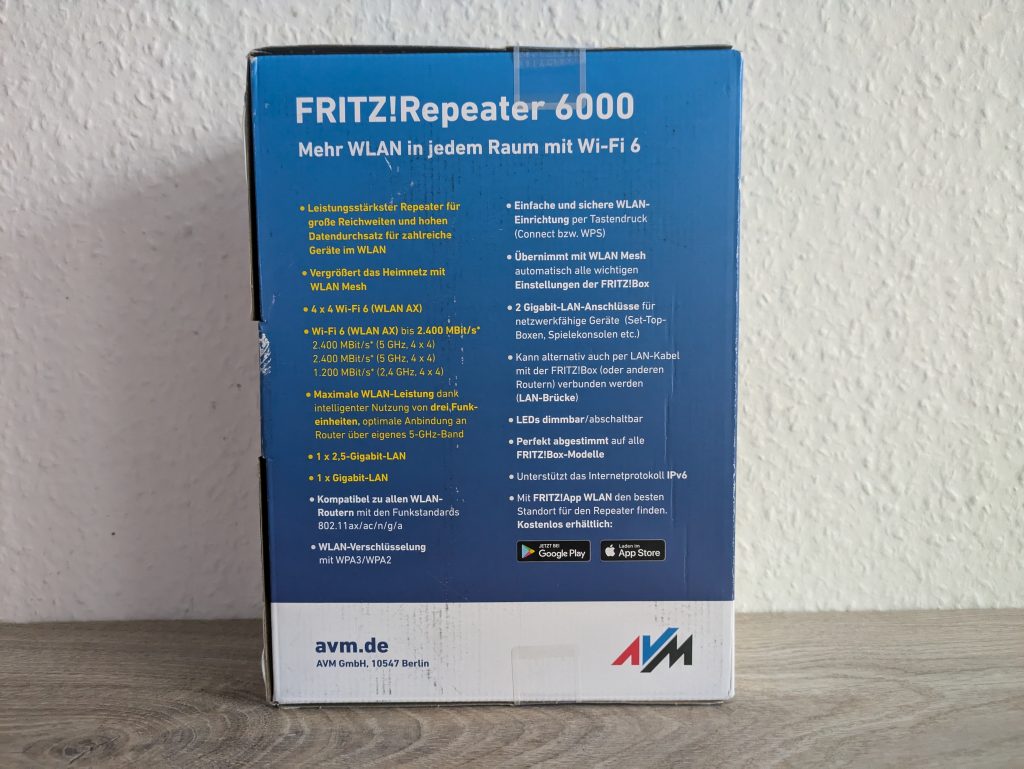 FRITZ!Repeater 6000
Mehr WLAN in jedem Raum mit Wi-Fi 6
• Leistungsstärkster Repeater für
große Reichweiten und hohen
Datendurchsatz für zahlreiche
Geräte im WLAN
• Vergrößert das Heimnetz mit
WLAN Mesh
• 4 x 4 Wi-Fi 6 (WLAN AX)
• Wi-Fi 6 (WLAN AX) bis 2.400 MBit/s*
2.400 MBit/s* (5 GHz, 4 x 4)
2.400 MBit/s* (5 GHz, 4 x 4)
1.200 MBit/s* (2,4 GHz, 4 x 4)
• Maximale WLAN-Leistung dank
intelligenter Nutzung von drei Funk-
einheiten, optimale Anbindung an
Router über eigenes 5-GHz-Band
• 1 x 2,5-Gigabit-LAN
• 1 x Gigabit-LAN
• Kompatibel zu allen WLAN-
Routern mit den Funkstandards
802.11ax/ac/n/g/a
• WLAN-Verschlüsselung
mit WPA3/WPA2
• Einfache und sichere WLAN-
Einrichtung per Tastendruck
(Connect bzw. WPS)
• Übernimmt mit WLAN Mesh
automatisch alle wichtigen
Einstellungen der FRITZ!Box
• 2 Gigabit-LAN-Anschlüsse für
netzwerkfähige Geräte (Set-Top-
Boxen, Spielekonsolen etc.)
• Kann alternativ auch per LAN-Kabel
mit der FRITZ!Box (oder anderen
Routern) verbunden werden
(LAN-Brücke)
• LEDs dimmbar/abschaltbar
• Perfekt abgestimmt auf alle
FRITZ!Box-Modelle
• Unterstützt das Internetprotokoll IPv6
• Mit FRITZ!App WLAN den besten
Standort für den Repeater finden.
Kostenlos erhältlich:
JETZT BEI
Google Play
Laden im
App Store
avm.de
AVM GmbH, 10547 Berlin
AVM